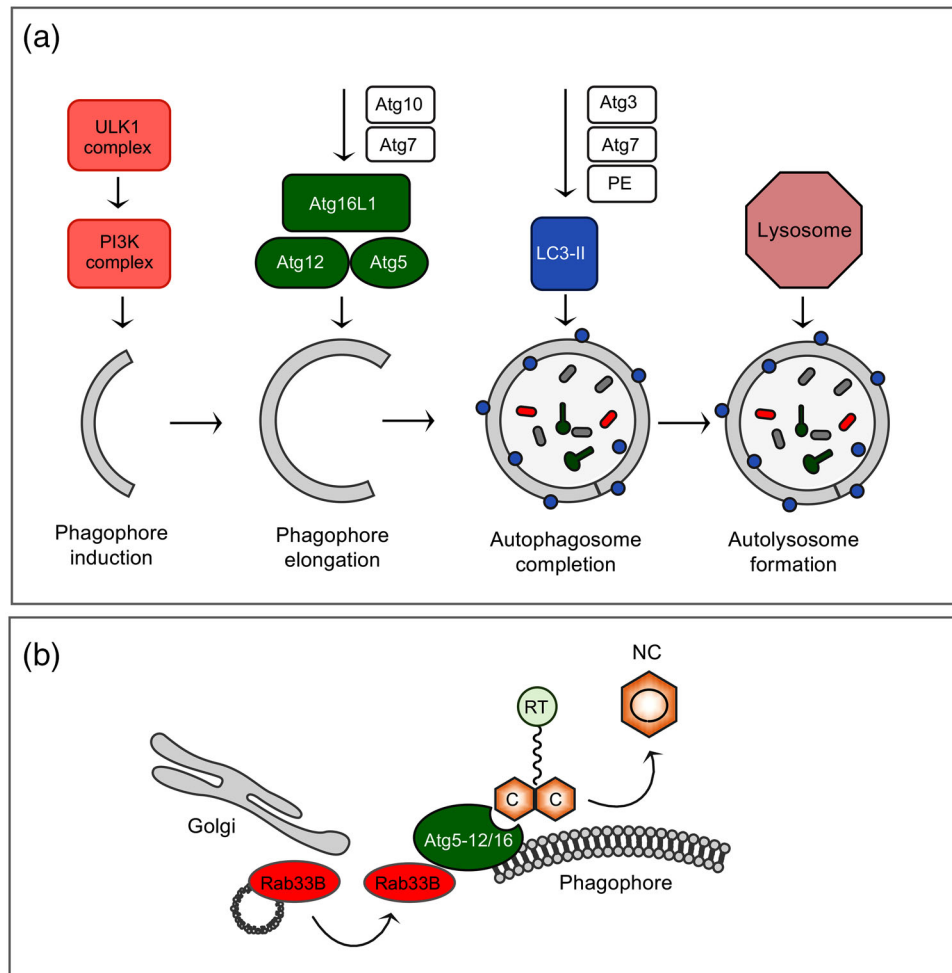 (a)
ULK1
complex
PI3K
complex
Phagophore
induction
Atg10
Atg7
Atg16L1
Atg12
Atg5
Phagophore
elongation
Atg3
Atg7
PE
LC3-II
Autophagosome
completion
Lysosome
Autolysosome
formation
(b)
NC
RT
C
C
Golgi
Atg5-12/16
Rab33B
Rab33B
Phagophore